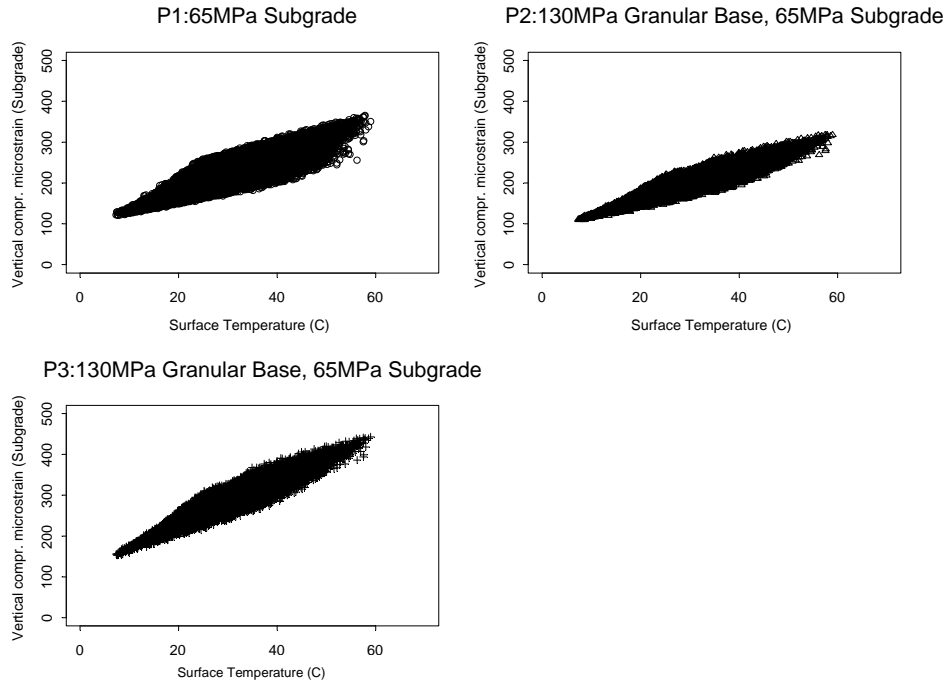 P1:65MPa Subgrade
Vertical compr. microstrain (Subgrade)
500
400
300
200
100
0
0 20 40 60
Surface Temperature (C)
P2:130MPa Granular Base, 65MPa Subgrade
Vertical compr. microstrain (Subgrade)
500
400
300
200
100
0
0 20 40 60
Surface Temperature (C)
P3:130MPa Granular Base, 65MPa Subgrade
Vertical compr. microstrain (Subgrade)
500
400
300
200
100
0
0 20 40 60
Surface Temperature (C)